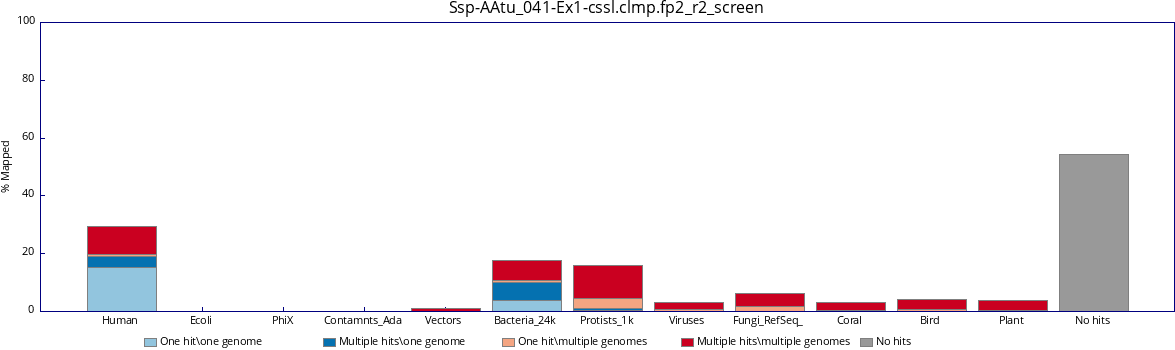 Ssp-AAtu_041-Ex1-cssl.clmp.fp2_r2_screen
100
80
60
40
20
0
% Mapped
Human Ecoli PhiX Contamnts_Ada Vectors Bacteria_24k Protists_1k Viruses Fungi_RefSeq_ Coral Bird Plant No hits
One hit\one genome Multiple hits\one genome One hit\multiple genomes Multiple hits\multiple genomes No hits